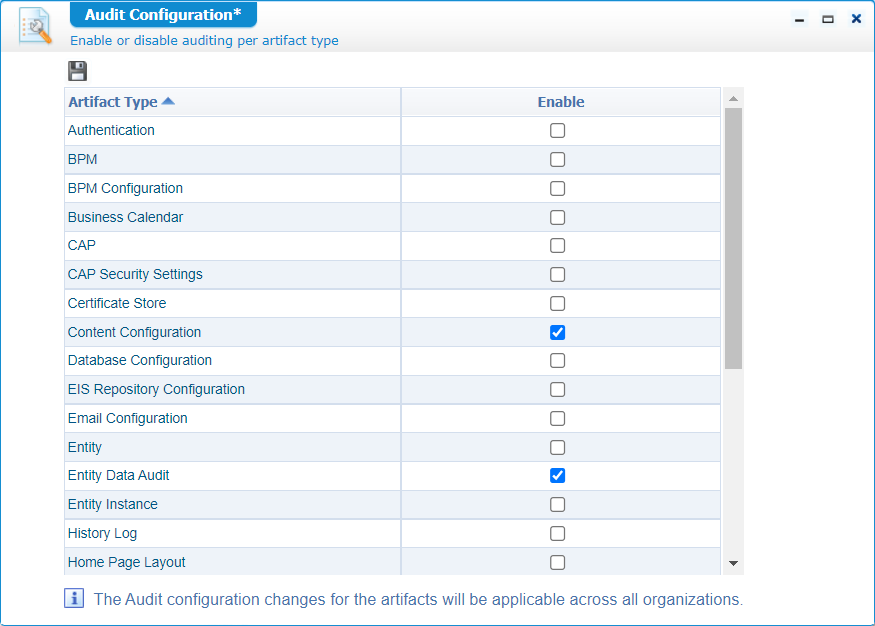 Audit Configuration*
Enable or disable auditing per artifact type
Artifact Type Enable
Authentication
BPM
BPM Configuration
Business Calendar
CAP
CAP Security Settings
Certificate Store
Content Configuration
Database Configuration
EIS Repository Configuration
Email Configuration
Entity
Entity Data Audit
Entity Instance
History Log
Home Page Layout
The Audit configuration changes for the artifacts will be applicable across all organizations.